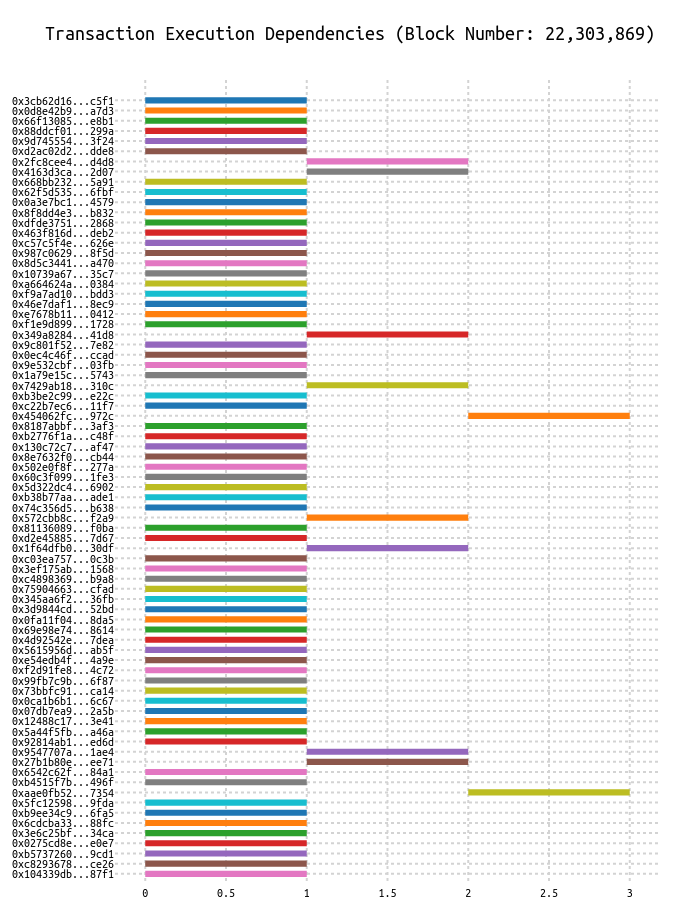 Transaction Execution Dependencies (Block Number: 22,303,869)
0x3cb62d16...c5f1
0x0d8e42b9...a7d3
0x66f13085...e8b1
0x88ddcf01...299a
0x9d745554...3f24
0xd2ac02d2...dde8
0x2fc8cee4...d4d8
0x4163d3ca...2d07
0x668bb232...5a91
0x62f5d535...6fbf
0x0a3e7bc1...4579
0x8f8dd4e3...b832
0xdfde3751...2868
0x463f816d...deb2
0xc57c5f4e...626e
0x987c0629...8f5d
0x8d5c3441...a470
0x10739a67...35c7
0xa664624a...0384
0xf9a7ad10...bdd3
0x46e7daf1...8ec9
0xe7678b11...0412
0xf1e9d899...1728
0x349a8284...41d8
0x9c801f52...7e82
0x0ec4c46f...ccad
0x9e532cbf...03fb
0x1a79e15c...5743
0x7429ab18...310c
0xb3be2c99...e22c
0xc22b7ec6...11f7
0x454062fc...972c
0x8187abbf...3af3
0xb2776f1a...c48f
0x130c72c7...af47
0x8e7632f0...cb44
0x502e0f8f...277a
0x60c3f099...1fe3
0x5d322dc4...6902
0xb38b77aa...ade1
0x74c356d5...b638
0x572cbb8c...f2a9
0x81136089...f0ba
0xd2e45885...7d67
0x1f64dfb0...30df
0xc03ea757...0c3b
0x3ef175ab...1568
0xc4898369...b9a8
0x75904663...cfad
0x345aa6f2...36fb
0x3d9844cd...52bd
0x0fa11f04...8da5
0x69e98e74...8614
0x4d92542e...7dea
0x5615956d...ab5f
0xe54edb4f...4a9e
0xf2d91fe8...4c72
0x99fb7c9b...6f87
0x73bbfc91...ca14
0x0ca1b6b1...6c67
0x07db7ea9...2a5b
0x12488c17...3e41
0x5a44f5fb...a46a
0x92814ab1...ed6d
0x9547707a...1ae4
0x27b1b80e...ee71
0x6542c62f...84a1
0xb4515f7b...496f
0xaae0fb52...7354
0x5fc12598...9fda
0xb9ee34c9...6fa5
0x6cdcba33...88fc
0x3e6c25bf...34ca
0x0275cd8e...e0e7
0xb5737260...9cd1
0xc8293678...ce26
0x104339db...87f1
0 0.5 1 1.5 2 2.5 3